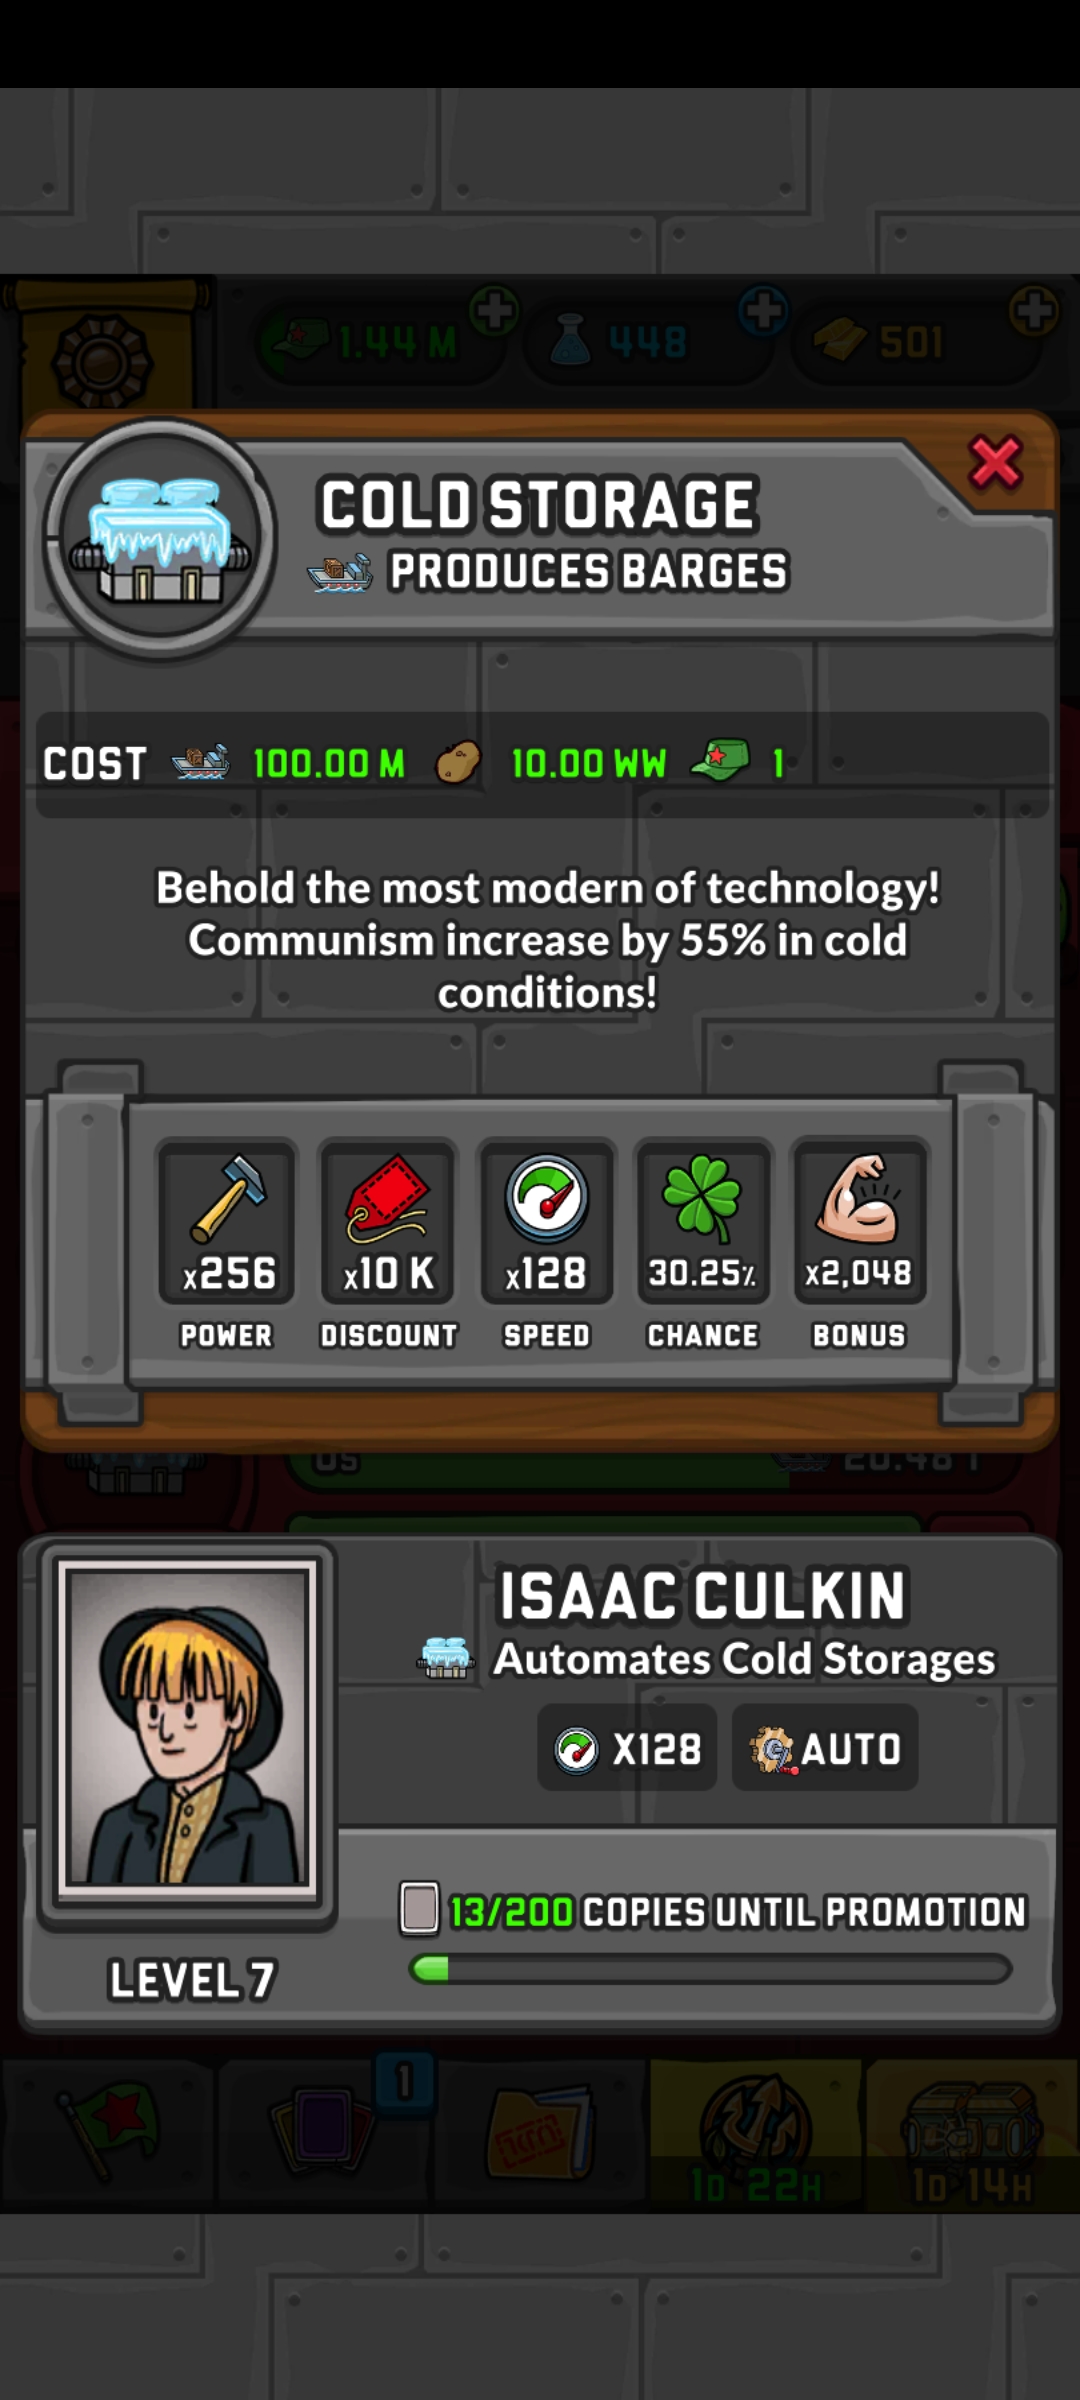 1.44 M
448
501
COLD STORAGE
PRODUCES BARGES
COST 100.00 M 10.00 WW 1
Behold the most modern of technology!
Communism increase by 55% in cold
conditions!
x256 x10 K x128 30.25% x2,048
POWER DISCOUNT SPEED CHANCE BONUS
0S 20.48 T
ISAAC CULKIN
Automates Cold Storages
X128 AUTO
13/200 COPIES UNTIL PROMOTION
LEVEL 7
1
1D 22H 1D 14H